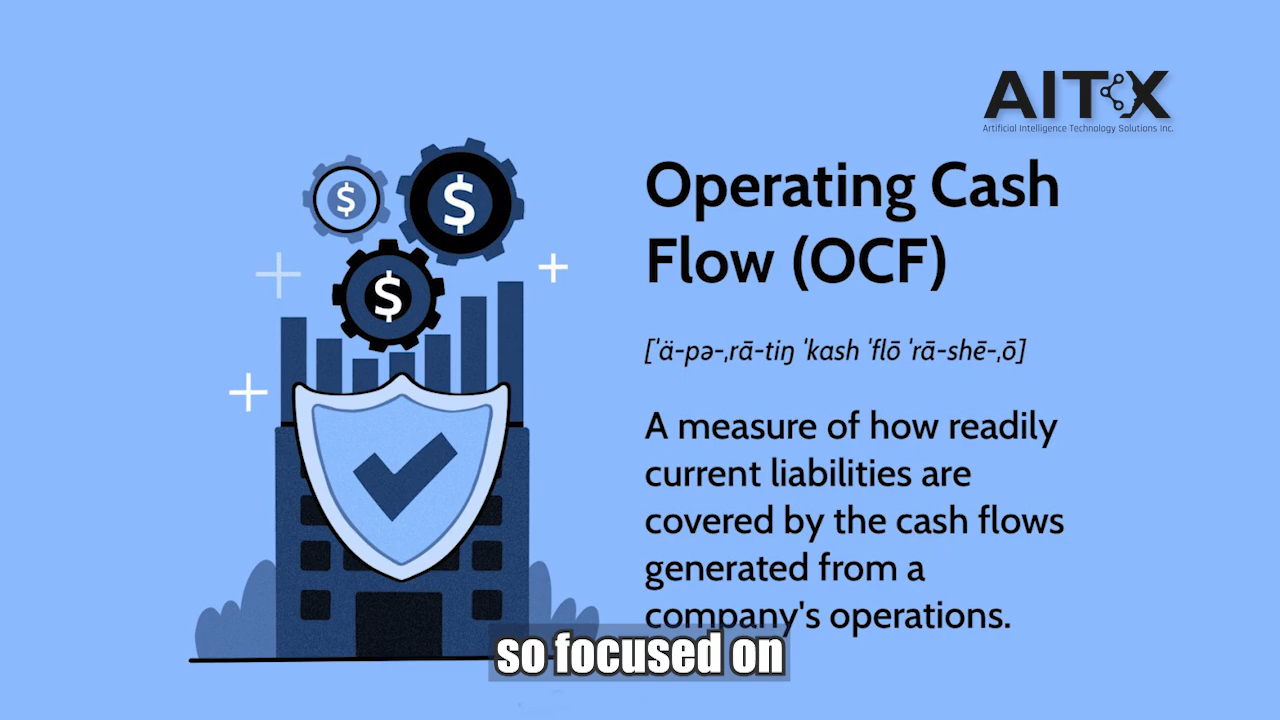 AITX
Artificial Intelligence Technology Solutions Inc.
$
$
$
Operating Cash
Flow (OCF)
[ˈä-pə-ˌrā-tiŋ ˈkash ˈflō ˈrā-shē-ˌō]
A measure of how readily
current liabilities are
covered by the cash flows
generated from a
company's operations.
so focused on